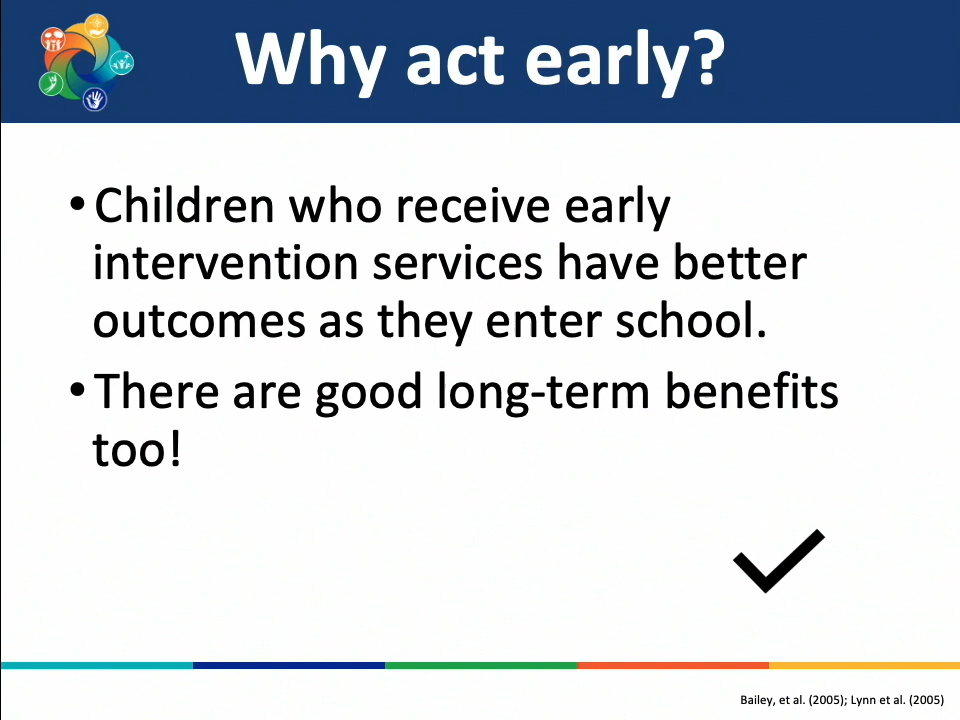 Why act early?
•Children who receive early
intervention services have better
outcomes as they enter school.
•There are good long-term benefits
too!
Bailey, et al. (2005); Lynn et al. (2005)